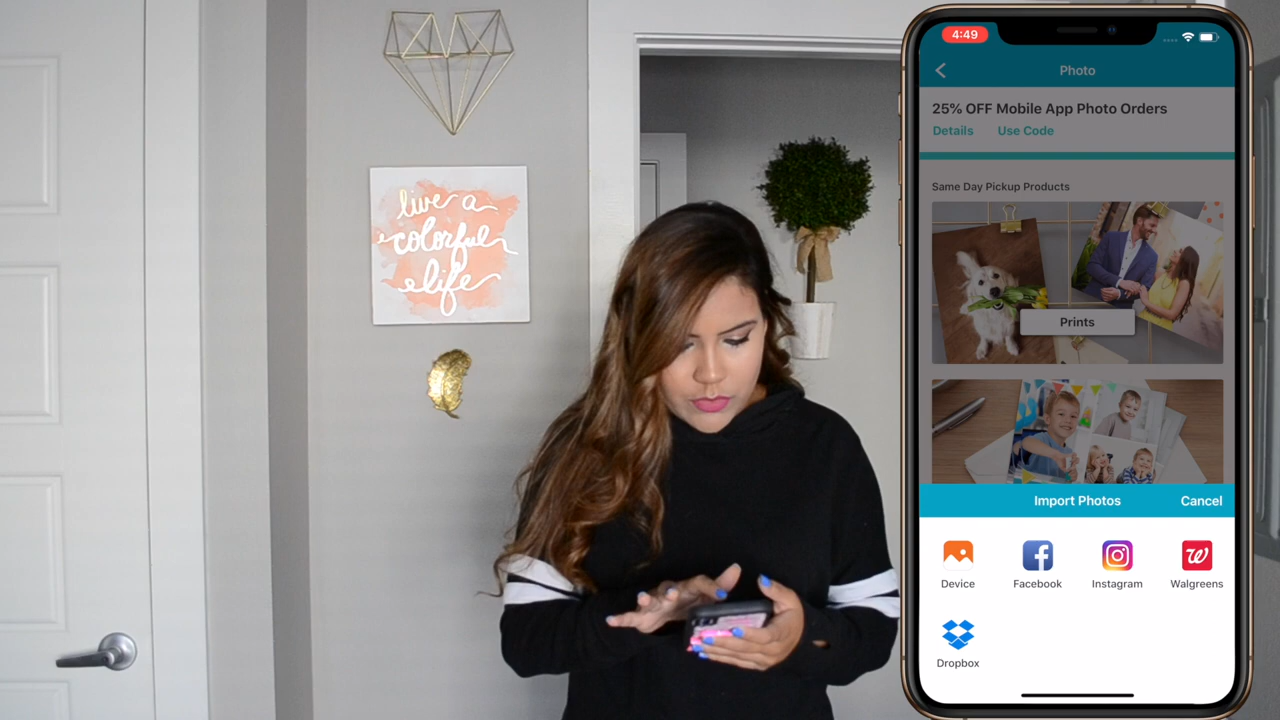 live a
colorful
life
4:49
Photo
25% OFF Mobile App Photo Orders
Details Use Code
Same Day Pickup Products
Prints
Import Photos Cancel
Device Facebook Instagram Walgreens
Dropbox